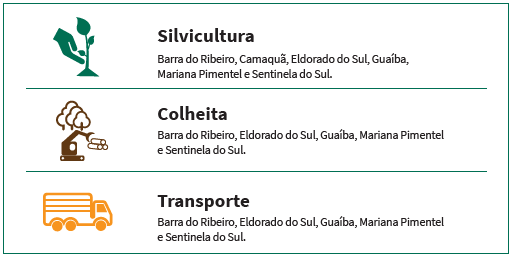 Silvicultura
Barra do Ribeiro, Camaquã, Eldorado do Sul, Guaíba,
Mariana Pimentel e Sentinela do Sul.
Colheita
Barra do Ribeiro, Eldorado do Sul, Guaíba, Mariana Pimentel
e Sentinela do Sul.
Transporte
Barra do Ribeiro, Eldorado do Sul, Guaíba, Mariana Pimentel
e Sentinela do Sul.